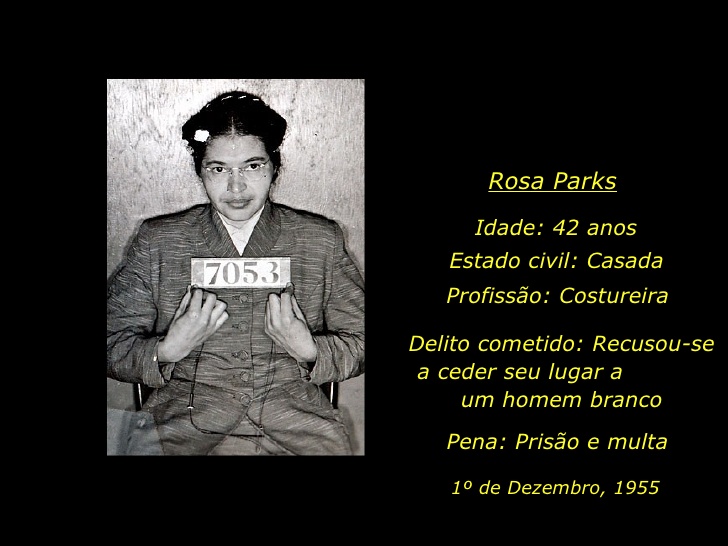 7053
Rosa Parks
Idade: 42 anos
Estado civil: Casada
Profissão: Costureira
Delito cometido: Recusou-se
a ceder seu lugar a
um homem branco
Pena: Prisão e multa
1º de Dezembro, 1955